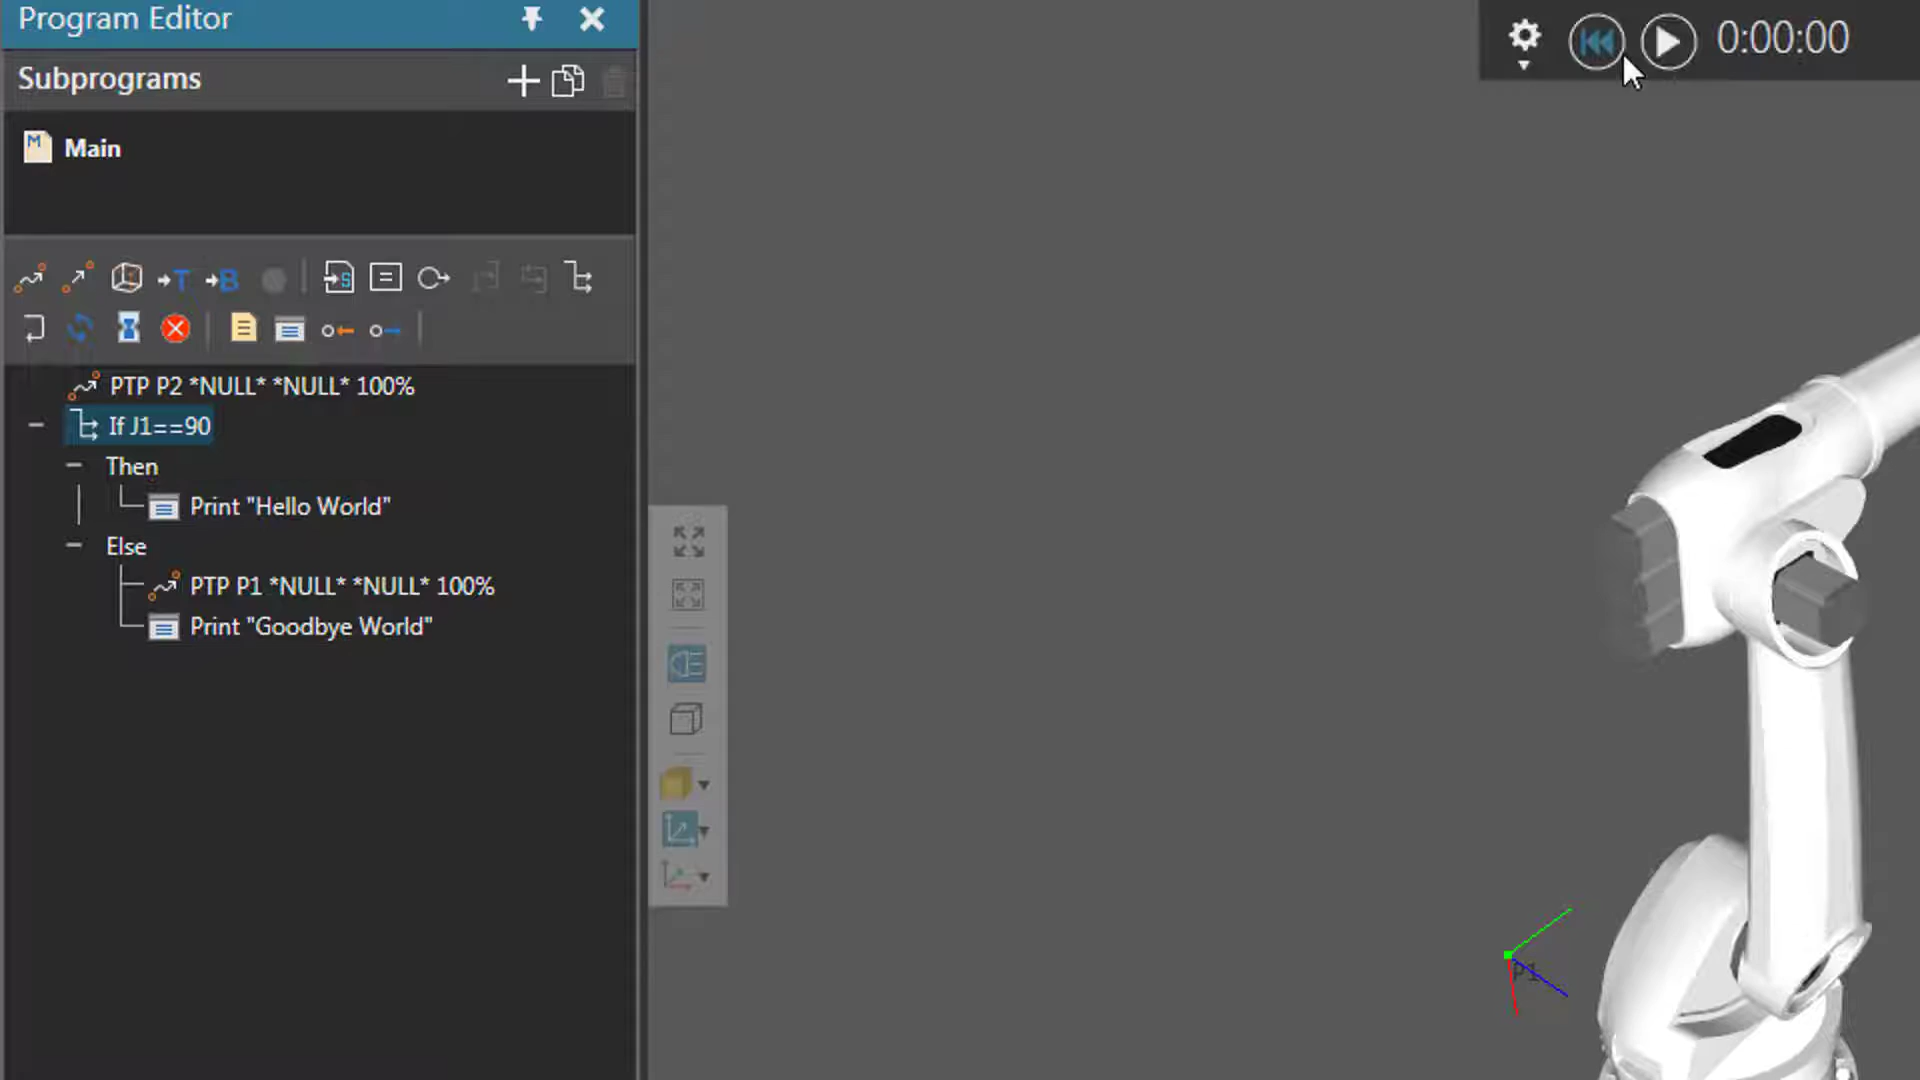 Program Editor
0:00:00
Subprograms
M Main
T B
S
PTP P2 *NULL* *NULL* 100%
If J1==90
Then
Print "Hello World"
Else
PTP P1 *NULL* *NULL* 100%
Print "Goodbye World"
P1